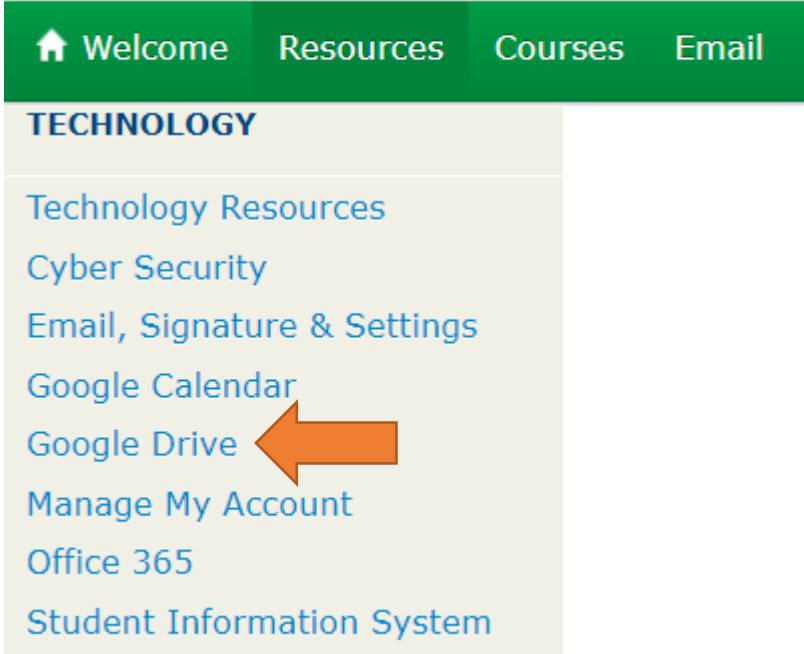 Welcome Resources Courses Email
TECHNOLOGY
Technology Resources
Cyber Security
Email, Signature & Settings
Google Calendar
Google Drive
Manage My Account
Office 365
Student Information System